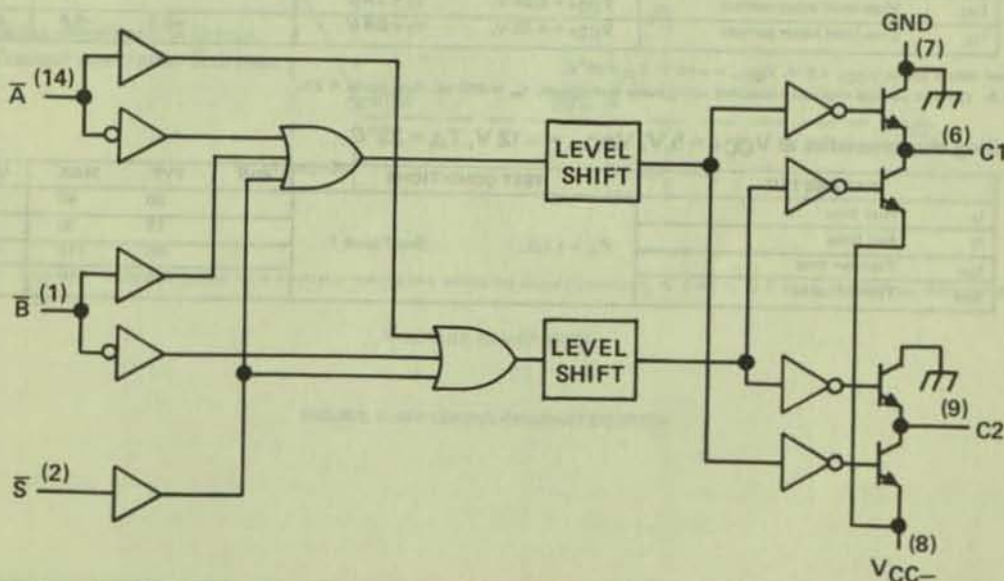 GND
(7)
A̅ (14)
(6)
C1
LEVEL
SHIFT
B̅ (1)
LEVEL
SHIFT
(9)
C2
S̅ (2)
(8)
VCC–